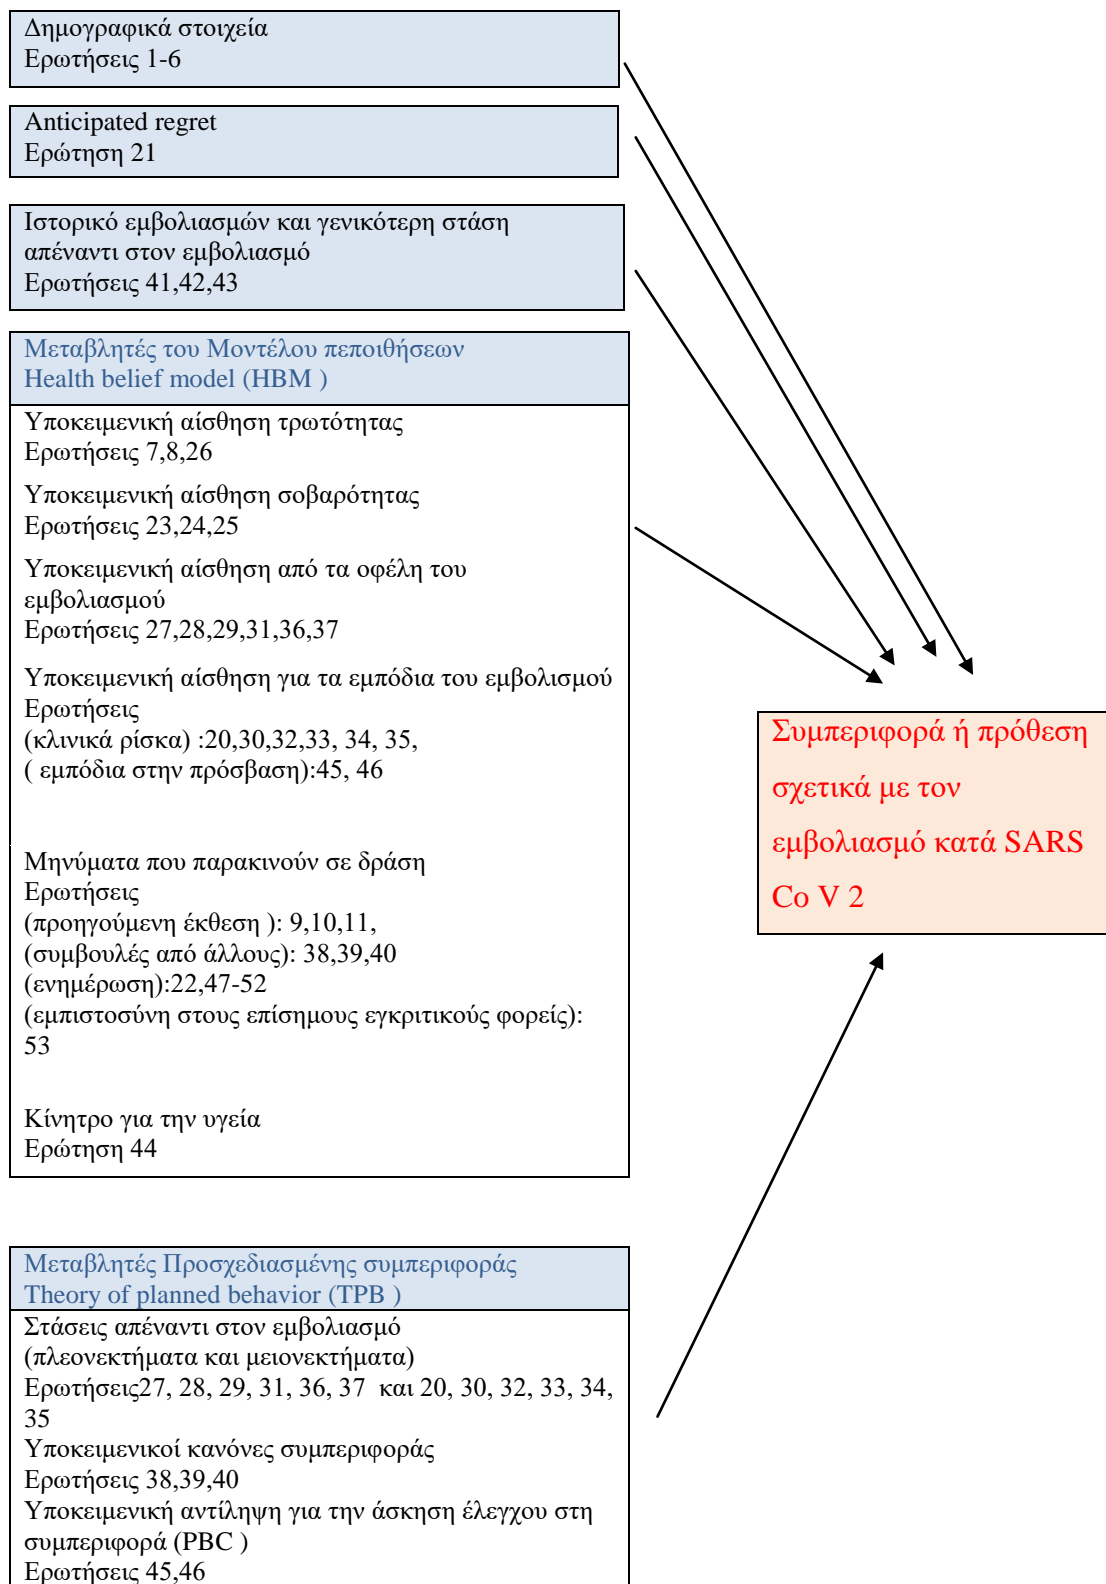 Δημογραφικά στοιχεία
Ερωτήσεις 1-6
Anticipated regret
Ερώτηση 21
Ιστορικό εμβολιασμών και γενικότερη στάση
απέναντι στον εμβολιασμό
Ερωτήσεις 41,42,43
Μεταβλητές του Μοντέλου πεποιθήσεων
Health belief model (HBM )
Υποκειμενική αίσθηση τρωτότητας
Ερωτήσεις 7,8,26
Υποκειμενική αίσθηση σοβαρότητας
Ερωτήσεις 23,24,25
Υποκειμενική αίσθηση από τα οφέλη του
εμβολιασμού
Ερωτήσεις 27,28,29,31,36,37
Υποκειμενική αίσθηση για τα εμπόδια του εμβολισμού
Ερωτήσεις
(κλινικά ρίσκα) :20,30,32,33, 34, 35,
( εμπόδια στην πρόσβαση):45, 46
Μηνύματα που παρακινούν σε δράση
Ερωτήσεις
(προηγούμενη έκθεση ): 9,10,11,
(συμβουλές από άλλους): 38,39,40
(ενημέρωση):22,47-52
(εμπιστοσύνη στους επίσημους εγκριτικούς φορείς):
53
Κίνητρο για την υγεία
Ερώτηση 44
Συμπεριφορά ή πρόθεση
σχετικά με τον
εμβολιασμό κατά SARS
Co V 2
Μεταβλητές Προσχεδιασμένης συμπεριφοράς
Theory of planned behavior (TPB )
Στάσεις απέναντι στον εμβολιασμό
(πλεονεκτήματα και μειονεκτήματα)
Ερωτήσεις27, 28, 29, 31, 36, 37 και 20, 30, 32, 33, 34,
35
Υποκειμενικοί κανόνες συμπεριφοράς
Ερωτήσεις 38,39,40
Υποκειμενική αντίληψη για την άσκηση έλεγχου στη
συμπεριφορά (PBC )
Ερωτήσεις 45,46